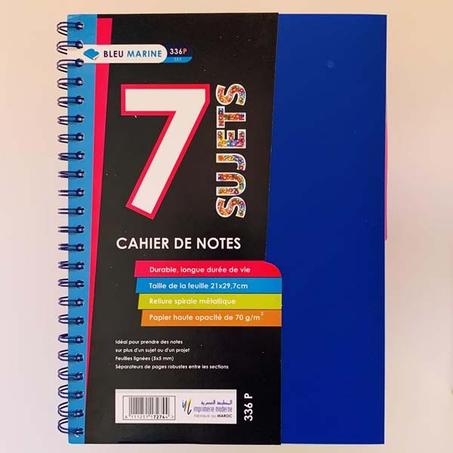 BLEU MARINE
336P
7
SUJETS
CAHIER DE NOTES
Durable, longue durée de vie
Taille de la feuille 21x29,7cm
Reliure spirale métallique
Papier haute opacité de 70 g/m²
Idéal pour prendre des notes
sur plus d'un sujet ou d'un projet
Feuilles lignées (5x5 mm)
Séparateurs de pages robustes entre les sections
المطبعة العصرية
imprimerie moderne
Fabriqué au MAROC
336 P